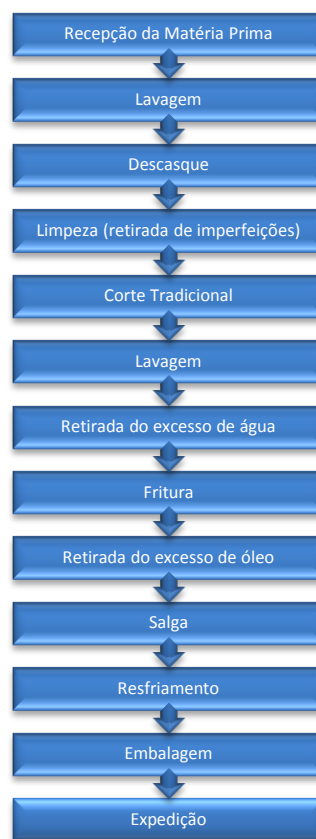 Recepção da Matéria Prima
Lavagem
Descasque
Limpeza (retirada de imperfeições)
Corte Tradicional
Lavagem
Retirada do excesso de água
Fritura
Retirada do excesso de óleo
Salga
Resfriamento
Embalagem
Expedição